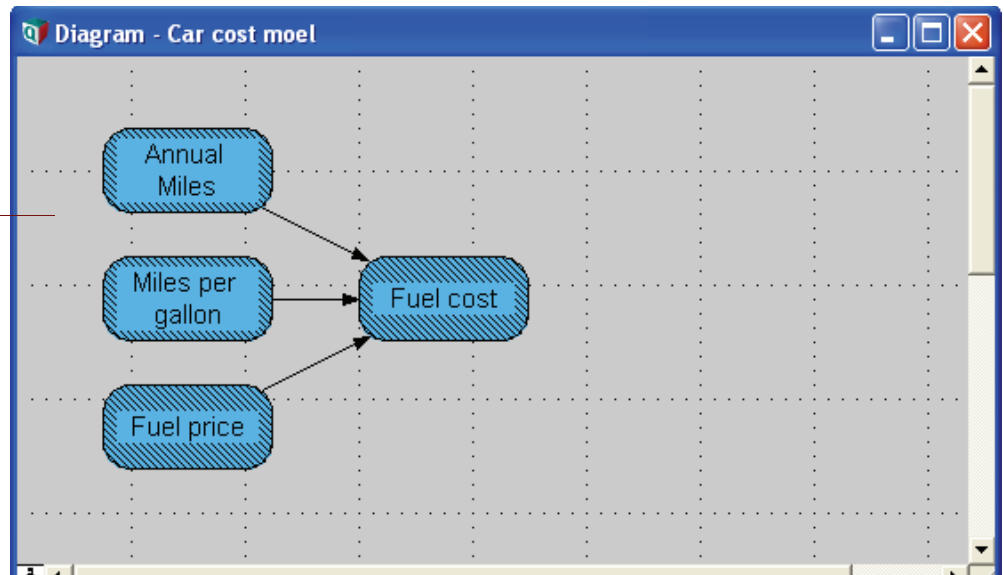 Diagram - Car cost moel
Annual
Miles
Miles per
gallon
Fuel cost
Fuel price